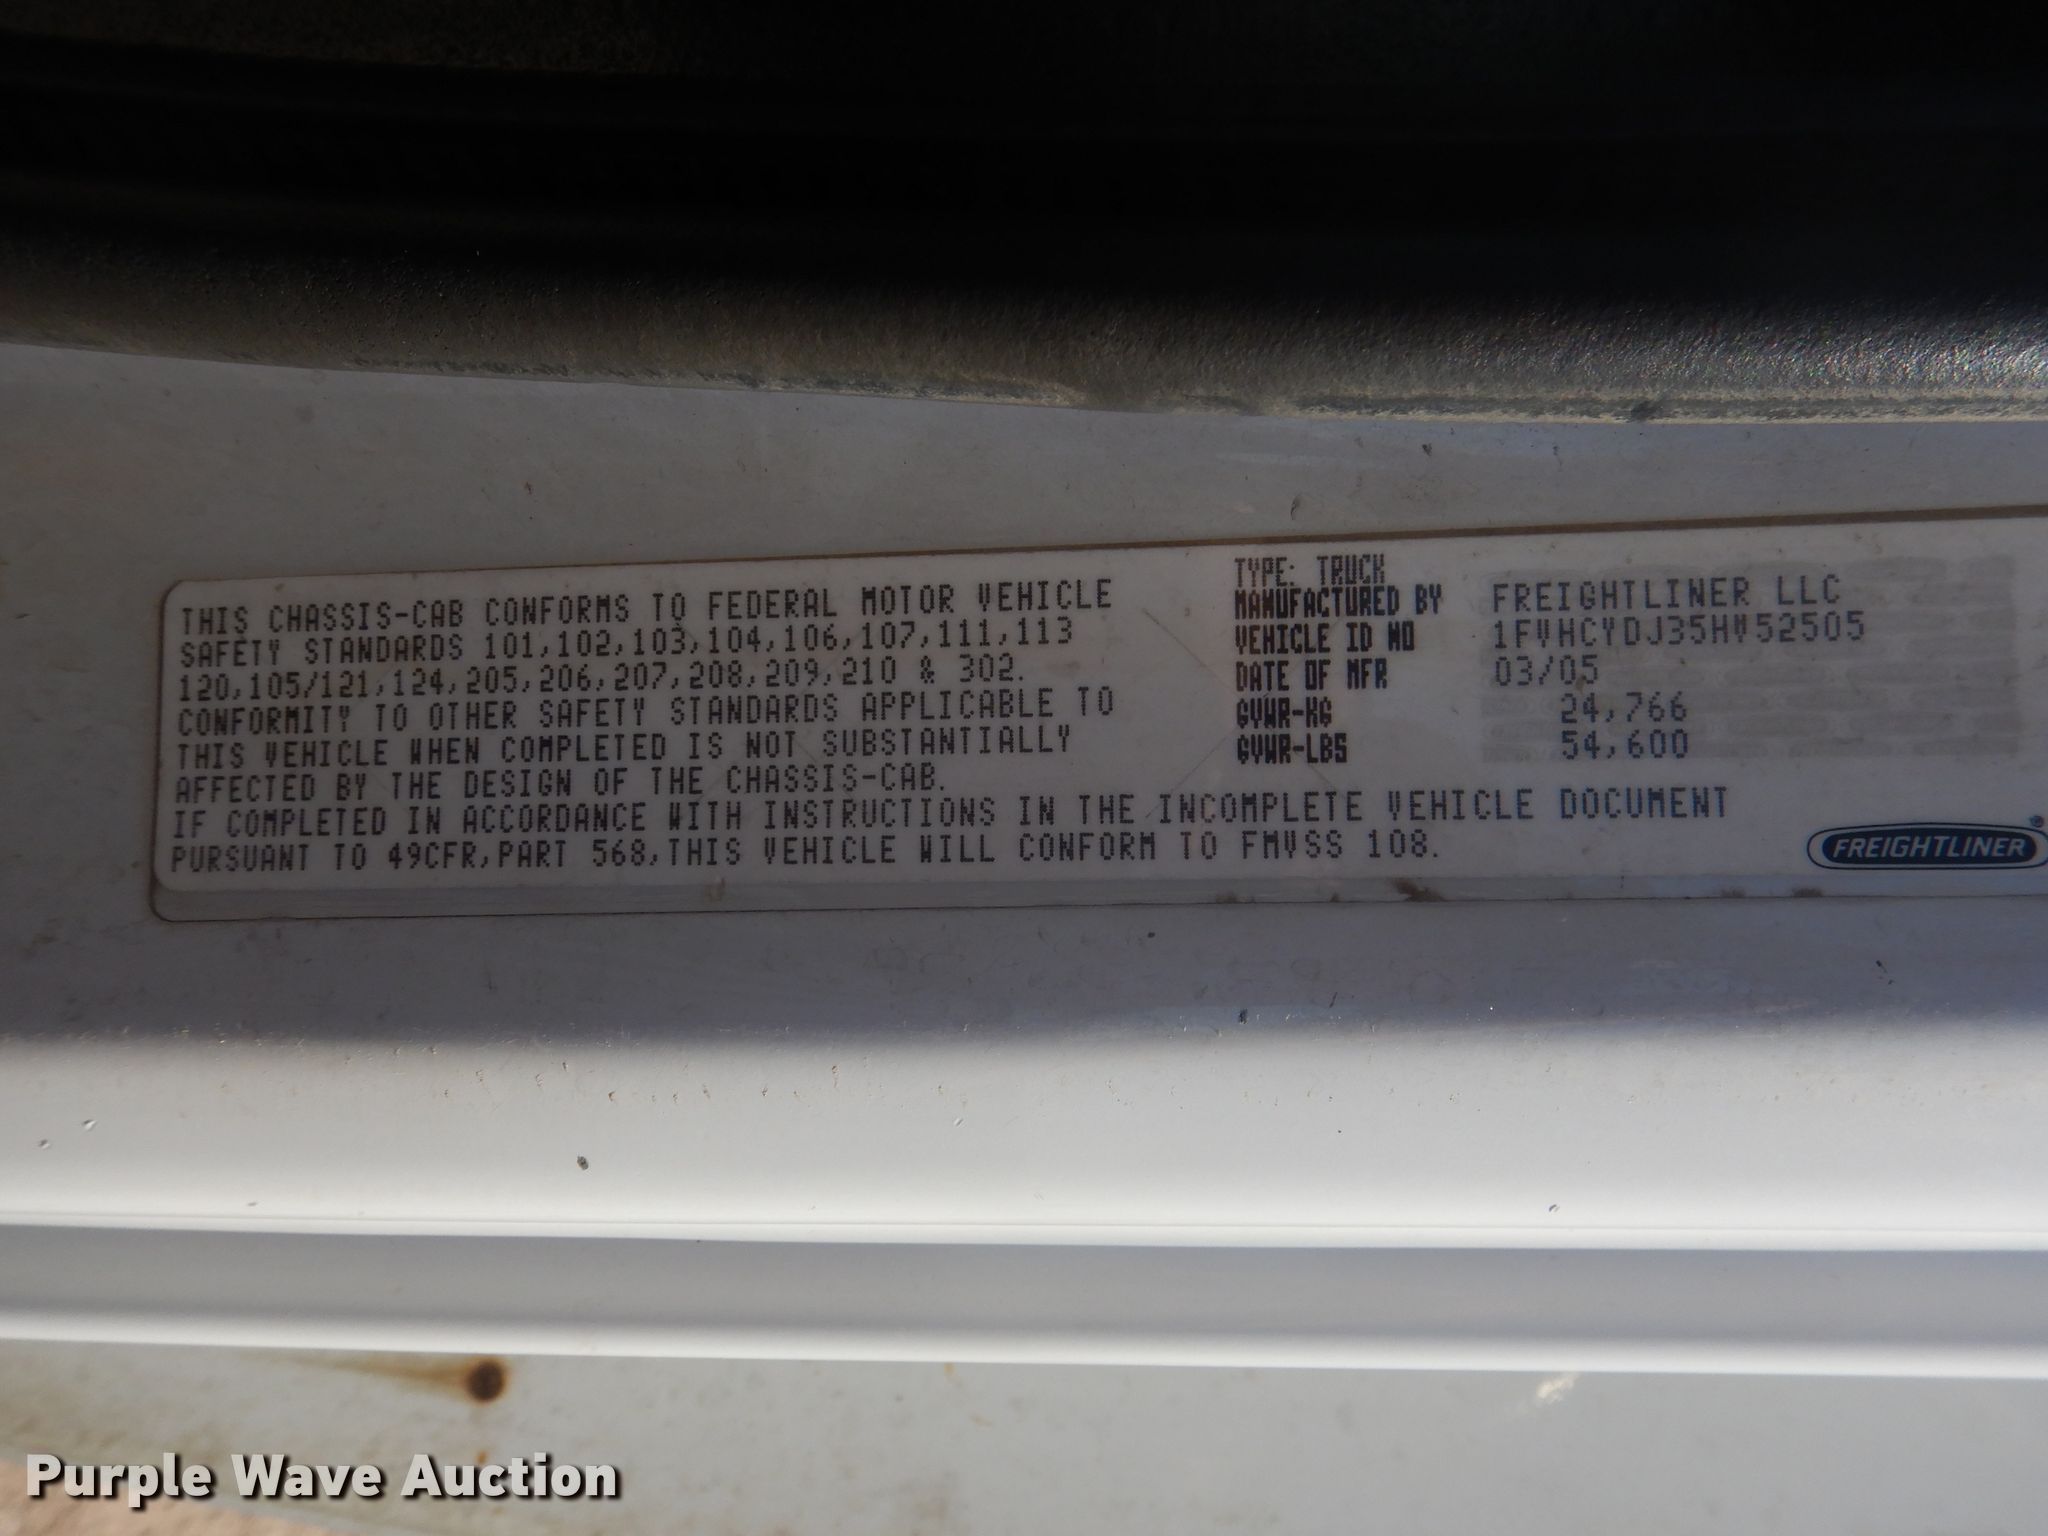 THIS CHASSIS-CAB CONFORMS TO FEDERAL MOTOR VEHICLE
SAFETY STANDARDS 101,102,103,104,106,107,111,113
120,105/121,124,205,206,207,208,209,210 & 302.
CONFORMITY TO OTHER SAFETY STANDARDS APPLICABLE TO
THIS VEHICLE WHEN COMPLETED IS NOT SUBSTANTIALLY
AFFECTED BY THE DESIGN OF THE CHASSIS-CAB.
IF COMPLETED IN ACCORDANCE WITH INSTRUCTIONS IN THE INCOMPLETE VEHICLE DOCUMENT
PURSUANT TO 49CFR,PART 568,THIS VEHICLE WILL CONFORM TO FMVSS 108.
TYPE: TRUCK
MANUFACTURED BY FREIGHTLINER LLC
VEHICLE ID NO 1FVHCYDJ35HV52505
DATE OF MFR 03/05
GVWR-KG 24,766
GVWR-LBS 54,600
FREIGHTLINER®
Purple Wave Auction